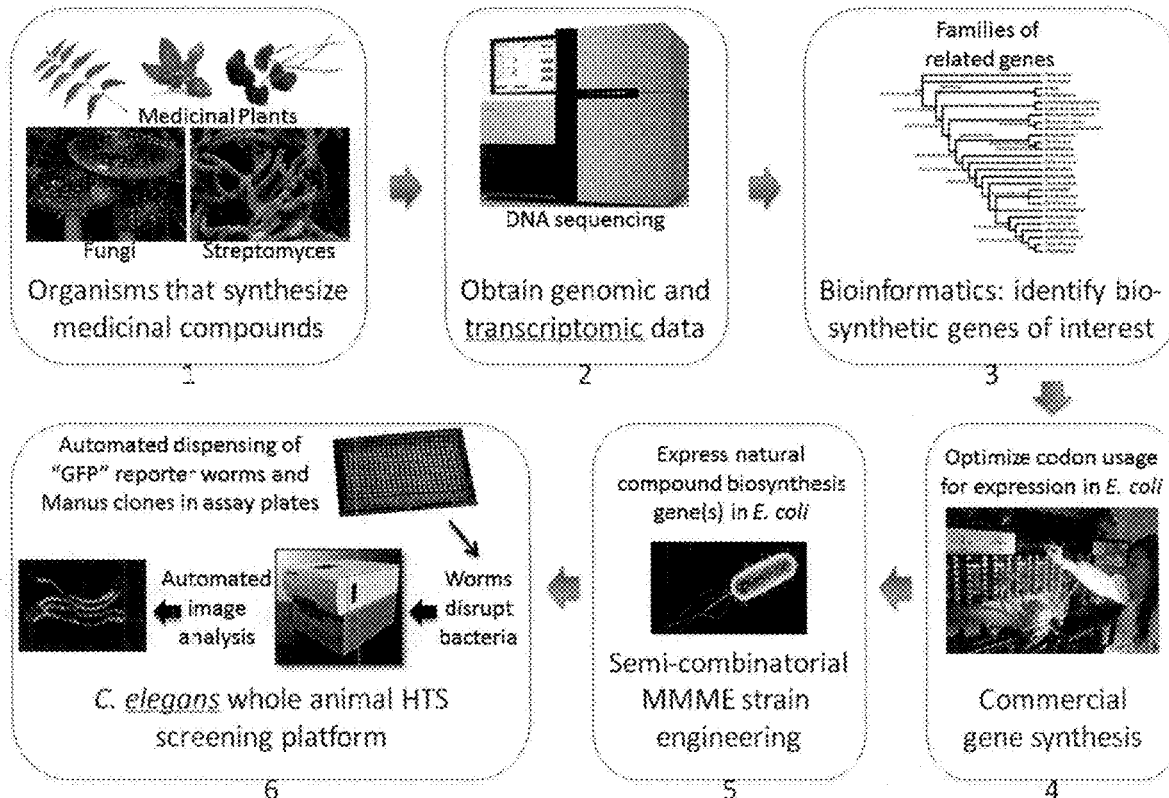 Medicinal Plants
Fungi
Streptomyces
Organisms that synthesize
medicinal compounds
1
DNA sequencing
Obtain genomic and
transcriptomic data
2
Families of
related genes
Bioinformatics: identify bio-
synthetic genes of interest
3
Optimize codon usage
for expression in E. coli
Commercial
gene synthesis
4
Express natural
compound biosynthesis
gene(s) in E. coli
Semi-combinatorial
MMME strain
engineering
5
Automated dispensing of
"GFP" reporter worms and
Manus clones in assay plates
Worms
disrupt
bacteria
Automated
image
analysis
C. elegans whole animal HTS
screening platform
6